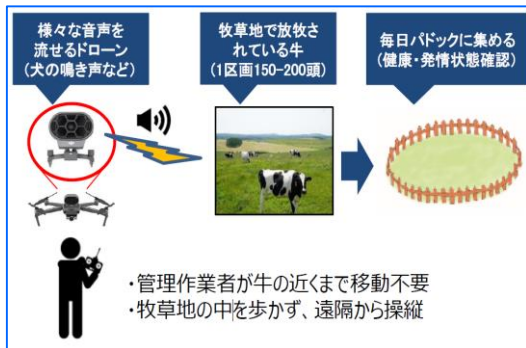 様々な音声を
流せるドローン
(犬の鳴き声など)
牧草地で放牧さ
れている牛
(1区画150-200頭)
毎日パドックに集める
(健康・発情状態確認)
・管理作業者が牛の近くまで移動不要
・牧草地の中を歩かず、遠隔から操縦